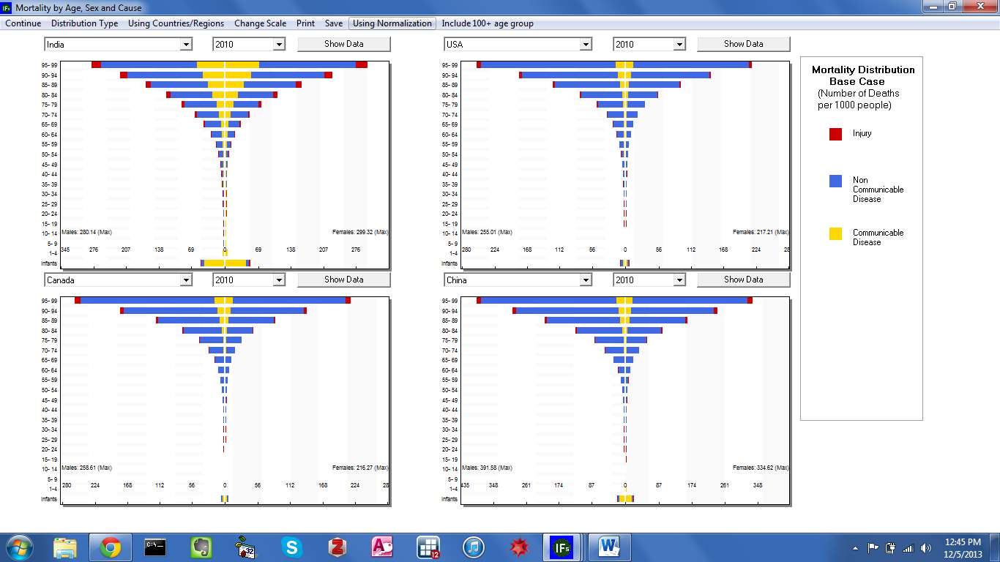 IFs Mortality by Age, Sex and Cause
Continue Distribution Type Using Countries/Regions Change Scale Print Save Using Normalization Include 100+ age group
India 2010 Show Data
95-99
90-94
85-89
80-84
75-79
70-74
65-69
60-64
55-59
50-54
45-49
40-44
35-39
30-34
25-29
20-24
15-19
10-14
Males: 280.14 (Max) Females: 299.32 (Max)
5-9
345 276 207 138 69 0 69 138 207 276
1-4
Infants
USA 2010 Show Data
95-99
90-94
85-89
80-84
75-79
70-74
65-69
60-64
55-59
50-54
45-49
40-44
35-39
30-34
25-29
20-24
15-19
10-14
Males: 255.01 (Max) Females: 217.21 (Max)
5-9
280 224 168 112 56 0 56 112 168 224 28
1-4
Infants
Mortality Distribution
Base Case
(Number of Deaths
per 1000 people)
Injury
Non
Communicable
Disease
Communicable
Disease
Canada 2010 Show Data
95-99
90-94
85-89
80-84
75-79
70-74
65-69
60-64
55-59
50-54
45-49
40-44
35-39
30-34
25-29
20-24
15-19
10-14
Males: 258.61 (Max) Females: 216.27 (Max)
5-9
280 224 168 112 56 0 56 112 168 224 28
1-4
Infants
China 2010 Show Data
95-99
90-94
85-89
80-84
75-79
70-74
65-69
60-64
55-59
50-54
45-49
40-44
35-39
30-34
25-29
20-24
15-19
10-14
Males: 391.58 (Max) Females: 334.62 (Max)
5-9
435 348 261 174 87 0 87 174 261 348
1-4
Infants
C:\ 32 S Z A 12 IFs W
12:45 PM
12/5/2013